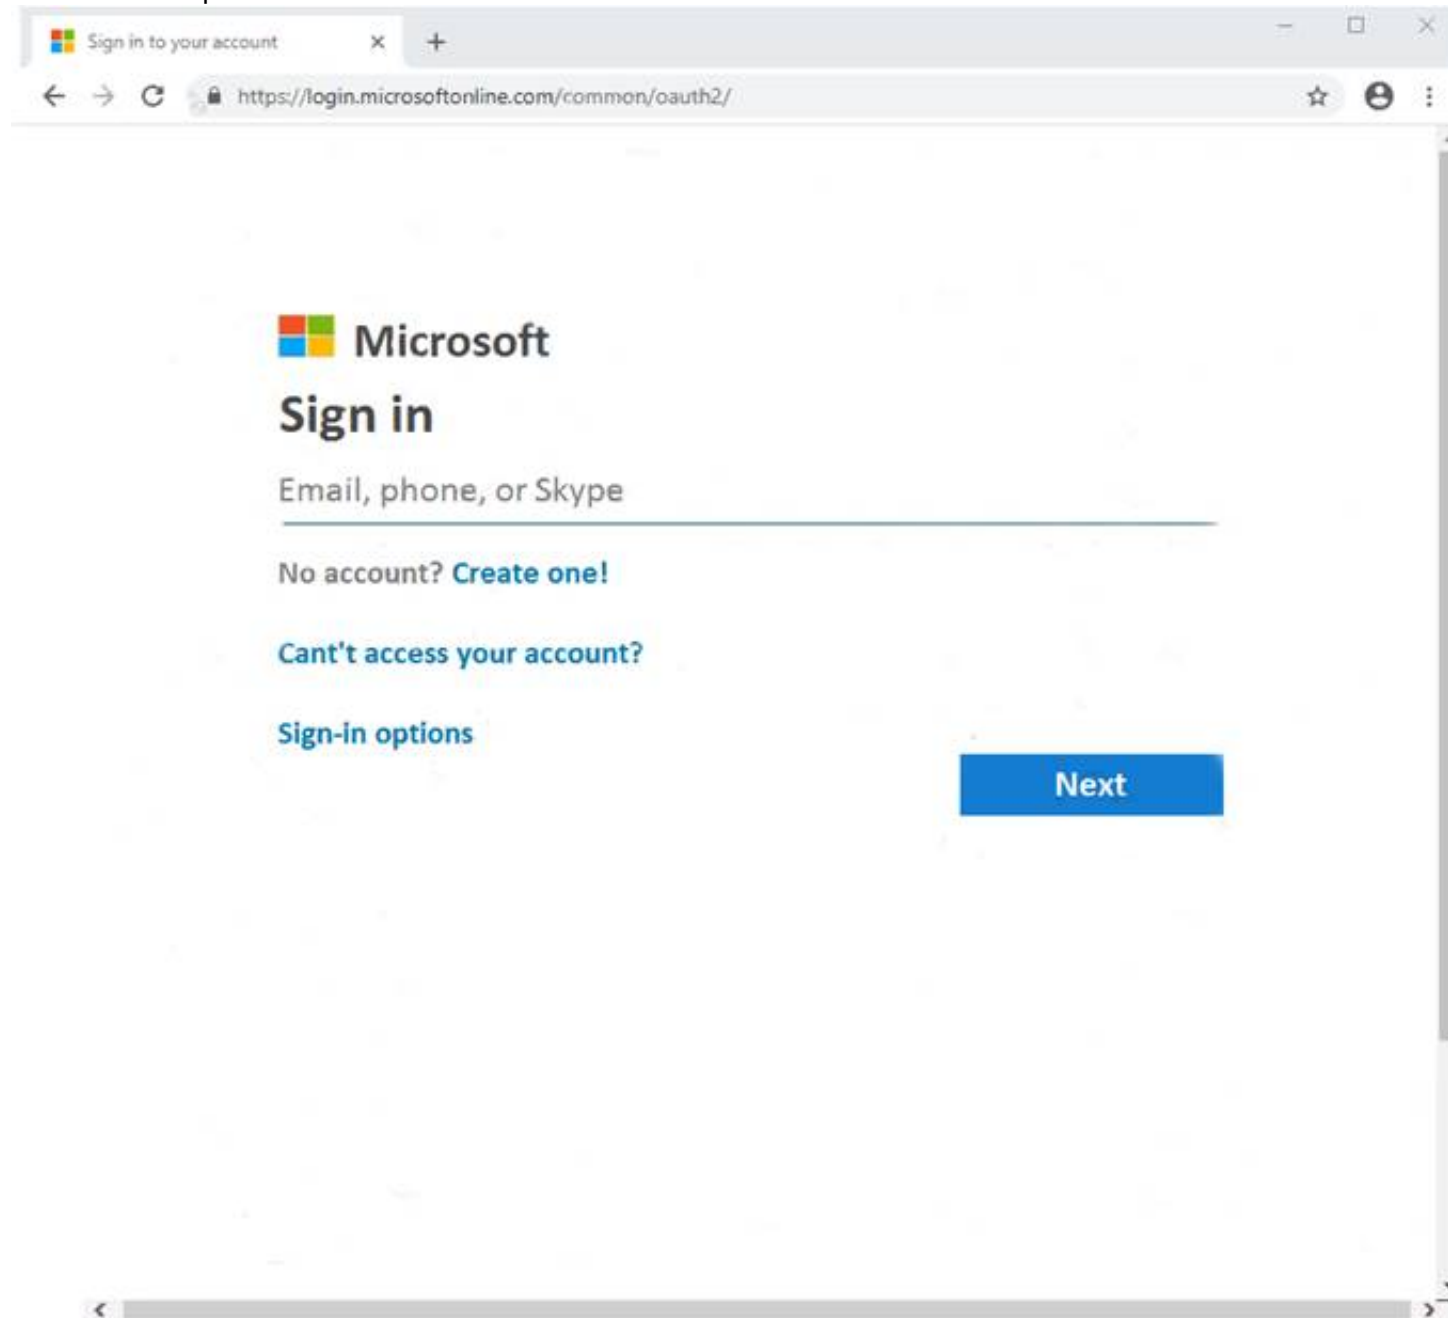 Sign in to your account
https://login.microsoftonline.com/common/oauth2/
Microsoft
Sign in
Email, phone, or Skype
No account? Create one!
Cant't access your account?
Sign-in options
Next